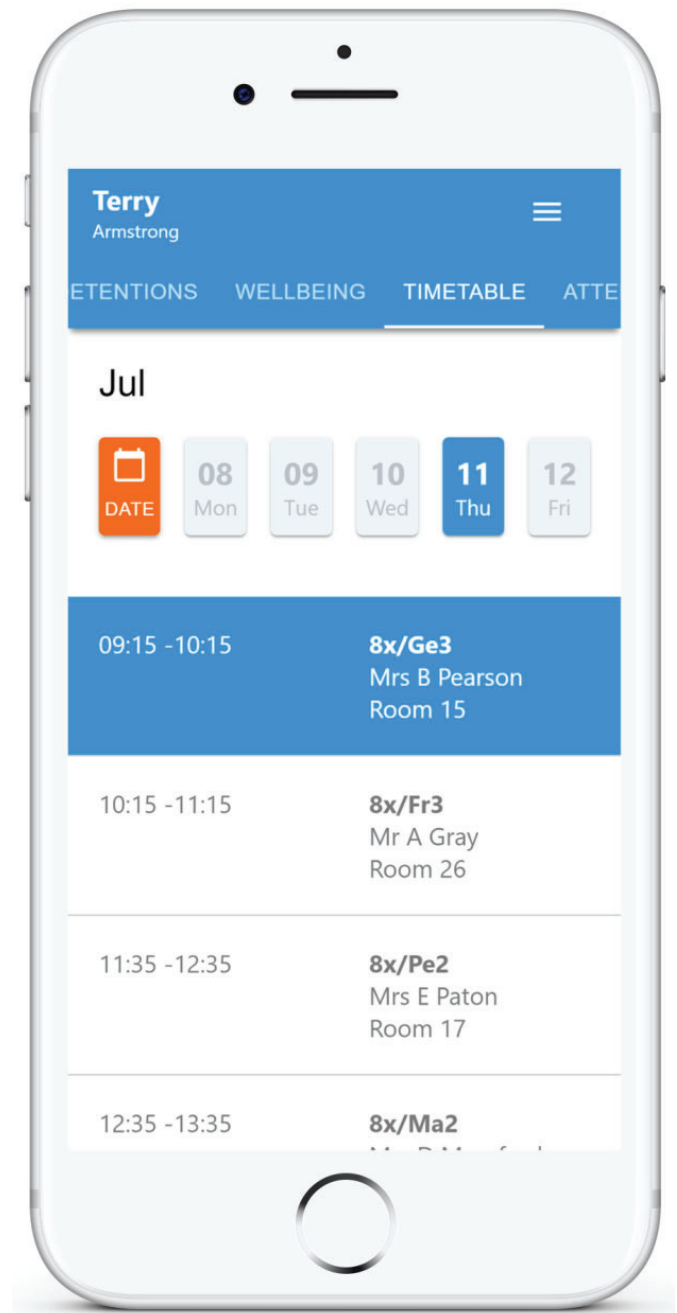 Terry
Armstrong
ETENTIONS WELLBEING TIMETABLE ATTE
Jul
DATE 08 Mon 09 Tue 10 Wed 11 Thu 12 Fri
09:15 -10:15 8x/Ge3
Mrs B Pearson
Room 15
10:15 -11:15 8x/Fr3
Mr A Gray
Room 26
11:35 -12:35 8x/Pe2
Mrs E Paton
Room 17
12:35 -13:35 8x/Ma2